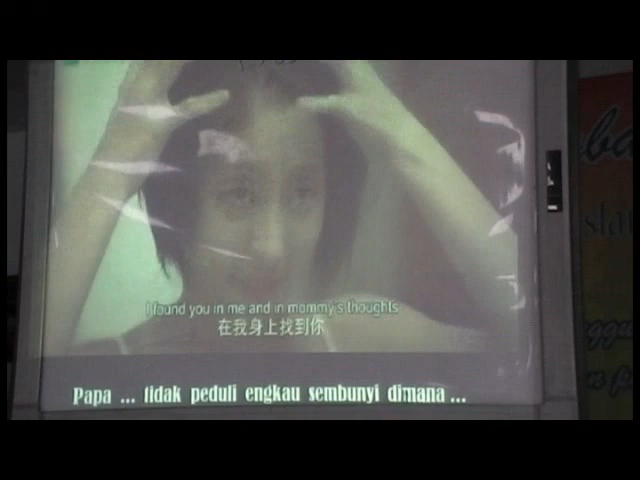 I found you in me and in mommy's thoughts
在我身上找到你
Papa ... tidak peduli engkau sembunyi dimana ...